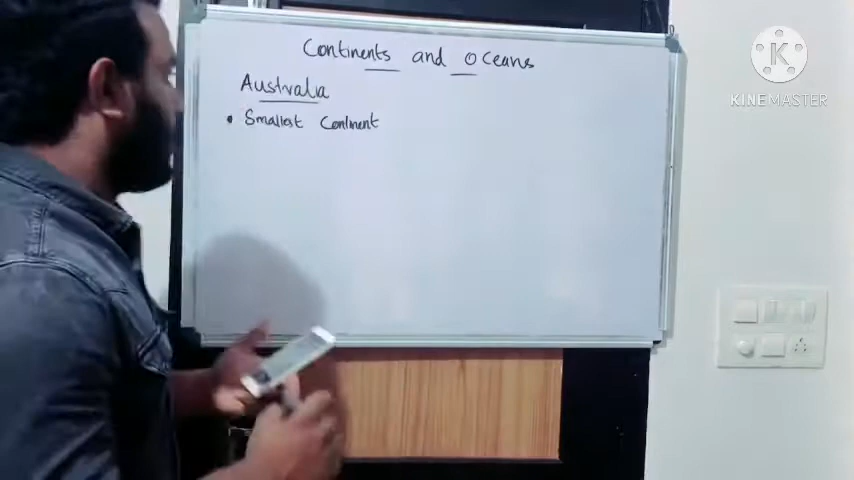 Continents and Oceans
Australia
• Smallest Continent
K
KINEMASTER